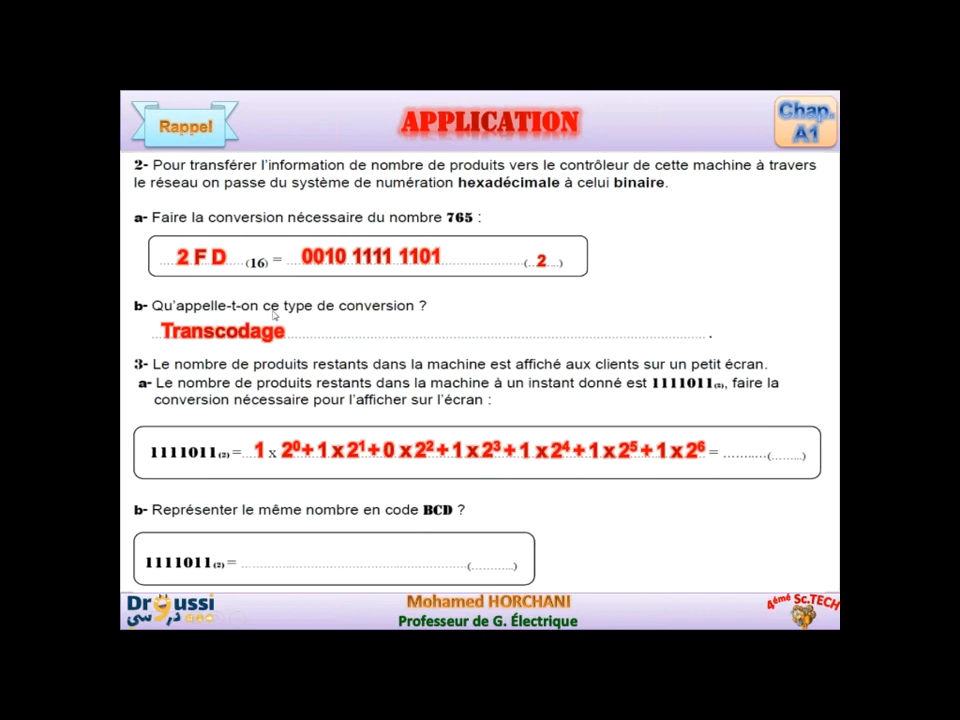 Rappel
APPLICATION
Chap. A1
2- Pour transférer l'information de nombre de produits vers le contrôleur de cette machine à travers
le réseau on passe du système de numération hexadécimale à celui binaire.
a- Faire la conversion nécessaire du nombre 765 :
2 F D (16) = 0010 1111 1101 (2)
b- Qu'appelle-t-on ce type de conversion ?
Transcodage .
3- Le nombre de produits restants dans la machine est affiché aux clients sur un petit écran.
a- Le nombre de produits restants dans la machine à un instant donné est 1111011(2), faire la
conversion nécessaire pour l'afficher sur l'écran :
1111011(2) = 1 x 2⁰ + 1 x 2¹ + 0 x 2² + 1 x 2³ + 1 x 2⁴ + 1 x 2⁵ + 1 x 2⁶ = ..........(.........)
b- Représenter le même nombre en code BCD ?
1111011(2) = ..........(...........)
Dr ussi
دروسي
Mohamed HORCHANI
Professeur de G. Électrique
4émé Sc.TECH